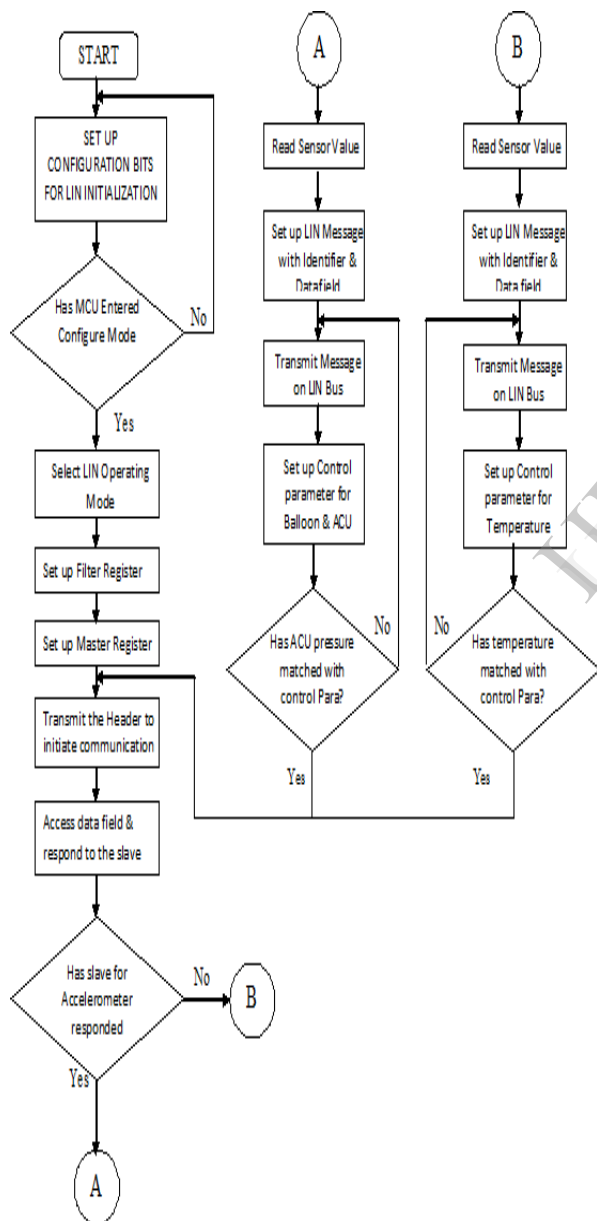 START
SET UP
CONFIGURATION BITS
FOR LIN INITIALIZATION
Has MCU Entered
Configure Mode
No
Yes
Select LIN Operating
Mode
Set up Filter Register
Set up Master Register
Transmit the Header to
initiate communication
Access data field &
respond to the slave
Has slave for
Accelerometer
responded
No
B
Yes
A
A
Read Sensor Value
Set up LIN Message
with Identifier &
Data field
Transmit Message
on LIN Bus
Set up Control
parameter for
Balloon & ACU
Has ACU pressure
matched with
control Para?
No
Yes
B
Read Sensor Value
Set up LIN Message
with Identifier &
Data field
Transmit Message
on LIN Bus
Set up Control
parameter for
Temperature
Has temperature
matched with
control Para?
No
Yes